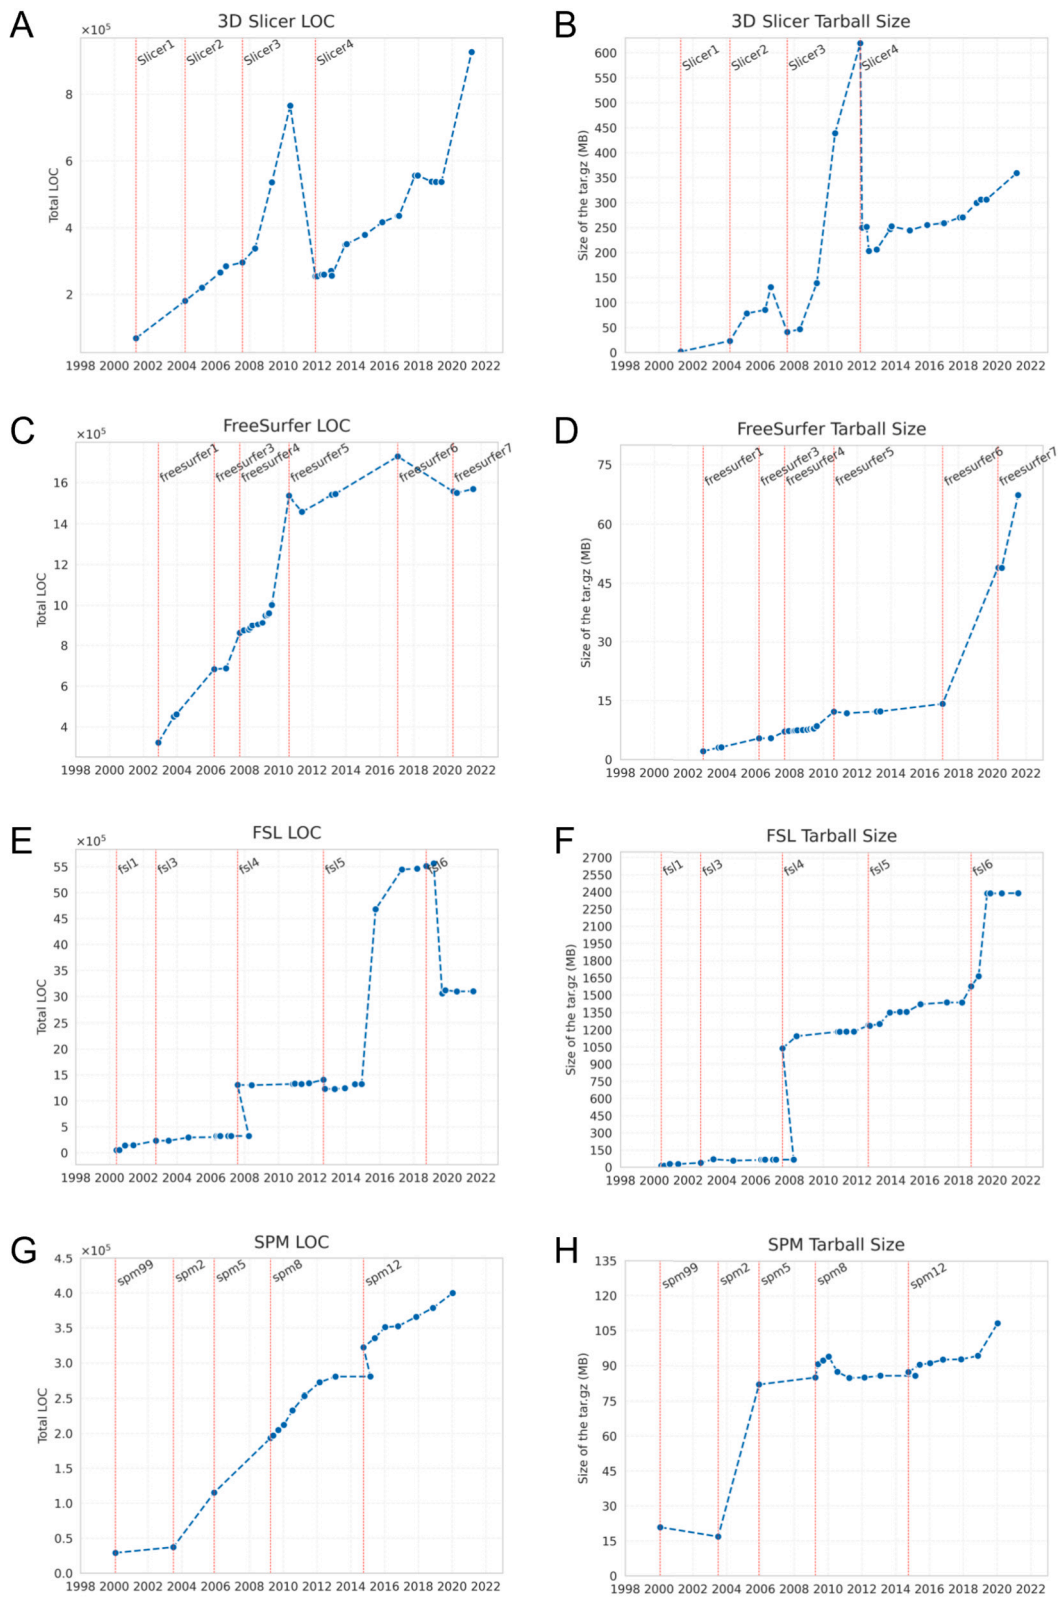 A
3D Slicer LOC
×10⁵
Slicer1
Slicer2
Slicer3
Slicer4
Total LOC
8
6
4
2
1998 2000 2002 2004 2006 2008 2010 2012 2014 2016 2018 2020 2022
B
3D Slicer Tarball Size
Slicer1
Slicer2
Slicer3
Slicer4
Size of the tar.gz (MB)
600
550
500
450
400
350
300
250
200
150
100
50
0
1998 2000 2002 2004 2006 2008 2010 2012 2014 2016 2018 2020 2022
C
FreeSurfer LOC
×10⁵
freesurfer1
freesurfer3
freesurfer4
freesurfer5
freesurfer6
freesurfer7
Total LOC
16
14
12
10
8
6
4
1998 2000 2002 2004 2006 2008 2010 2012 2014 2016 2018 2020 2022
D
FreeSurfer Tarball Size
freesurfer1
freesurfer3
freesurfer4
freesurfer5
freesurfer6
freesurfer7
Size of the tar.gz (MB)
75
60
45
30
15
0
1998 2000 2002 2004 2006 2008 2010 2012 2014 2016 2018 2020 2022
E
FSL LOC
×10⁵
fsl1
fsl3
fsl4
fsl5
fsl6
Total LOC
55
50
45
40
35
30
25
20
15
10
5
0
1998 2000 2002 2004 2006 2008 2010 2012 2014 2016 2018 2020 2022
F
FSL Tarball Size
fsl1
fsl3
fsl4
fsl5
fsl6
Size of the tar.gz (MB)
2700
2550
2400
2250
2100
1950
1800
1650
1500
1350
1200
1050
900
750
600
450
300
150
0
1998 2000 2002 2004 2006 2008 2010 2012 2014 2016 2018 2020 2022
G
SPM LOC
×10⁵
spm99
spm2
spm5
spm8
spm12
Total LOC
4.5
4.0
3.5
3.0
2.5
2.0
1.5
1.0
0.5
0.0
1998 2000 2002 2004 2006 2008 2010 2012 2014 2016 2018 2020 2022
H
SPM Tarball Size
spm99
spm2
spm5
spm8
spm12
Size of the tar.gz (MB)
135
120
105
90
75
60
45
30
15
0
1998 2000 2002 2004 2006 2008 2010 2012 2014 2016 2018 2020 2022